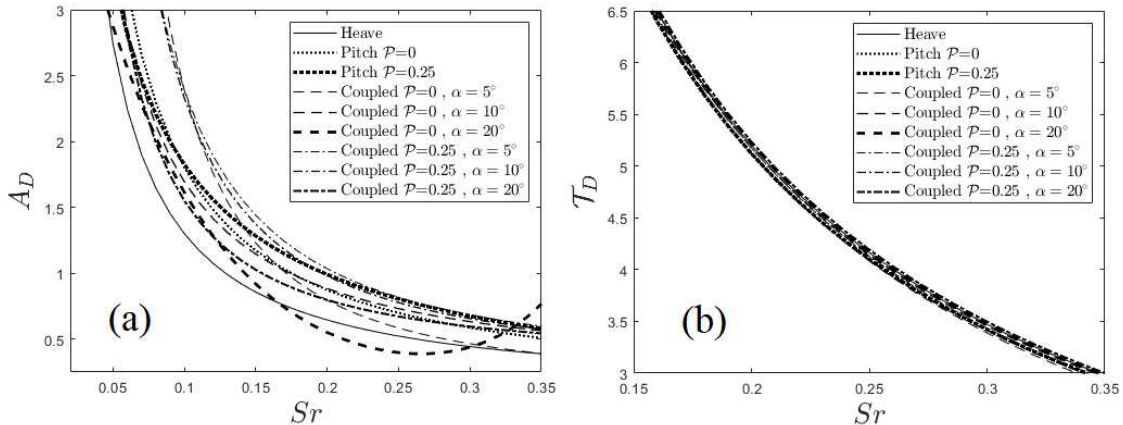 3
2.5
2
1.5
1
0.5
A_D
0.05
0.1
0.15
0.2
0.25
0.3
0.35
Sr
(a)
Heave
Pitch 𝒫=0
Pitch 𝒫=0.25
Coupled 𝒫=0 , α = 5°
Coupled 𝒫=0 , α = 10°
Coupled 𝒫=0 , α = 20°
Coupled 𝒫=0.25 , α = 5°
Coupled 𝒫=0.25 , α = 10°
Coupled 𝒫=0.25 , α = 20°
6.5
6
5.5
5
4.5
4
3.5
3
𝒯_D
0.15
0.2
0.25
0.3
0.35
Sr
(b)
Heave
Pitch 𝒫=0
Pitch 𝒫=0.25
Coupled 𝒫=0 , α = 5°
Coupled 𝒫=0 , α = 10°
Coupled 𝒫=0 , α = 20°
Coupled 𝒫=0.25 , α = 5°
Coupled 𝒫=0.25 , α = 10°
Coupled 𝒫=0.25 , α = 20°